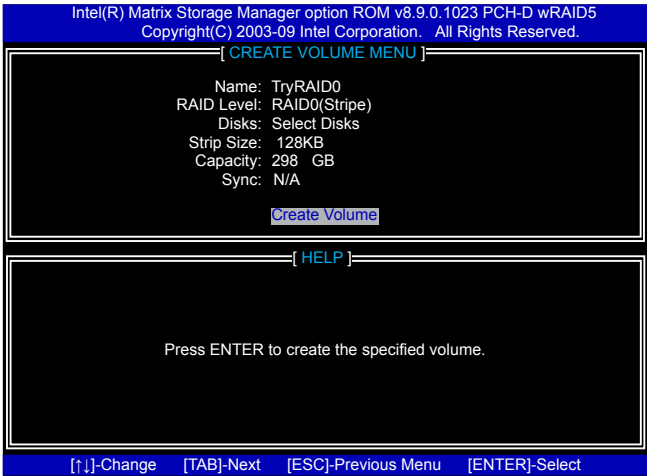 Intel(R) Matrix Storage Manager option ROM v8.9.0.1023 PCH-D wRAID5
Copyright(C) 2003-09 Intel Corporation. All Rights Reserved.
[ CREATE VOLUME MENU ]
Name: TryRAID0
RAID Level: RAID0(Stripe)
Disks: Select Disks
Strip Size: 128KB
Capacity: 298 GB
Sync: N/A
Create Volume
[ HELP ]
Press ENTER to create the specified volume.
[↑↓]-Change [TAB]-Next [ESC]-Previous Menu [ENTER]-Select